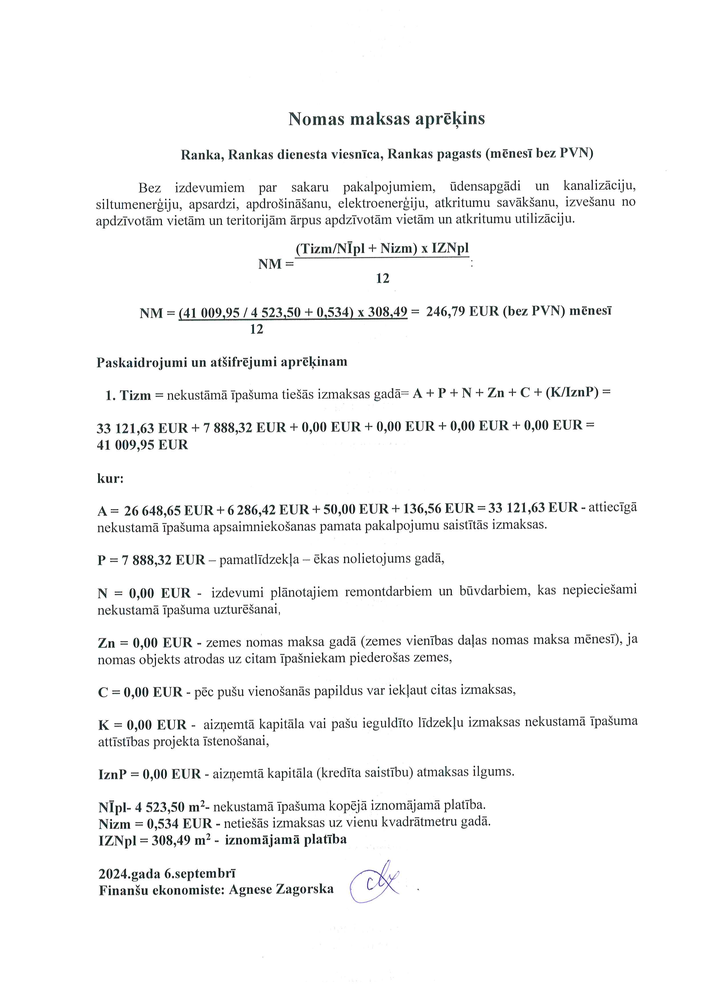 Nomas maksas aprēķins
Ranka, Rankas dienesta viesnīca, Rankas pagasts (mēnesī bez PVN)
Bez izdevumiem par sakaru pakalpojumiem, ūdensapgādi un kanalizāciju,
siltumenerģiju, apsardzi, apdrošināšanu, elektroenerģiju, atkritumu savākšanu, izvešanu no
apdzīvotām vietām un teritorijām ārpus apdzīvotām vietām un atkritumu utilizāciju.
(Tizm/NĪpl + Nizm) x IZNpl
NM = :
12
NM = (41 009,95 / 4 523,50 + 0,534) x 308,49 = 246,79 EUR (bez PVN) mēnesī
12
Paskaidrojumi un atšifrējumi aprēķinam
1. Tizm = nekustāmā īpašuma tiešās izmaksas gadā= A + P + N + Zn + C + (K/IznP) =
33 121,63 EUR + 7 888,32 EUR + 0,00 EUR + 0,00 EUR + 0,00 EUR + 0,00 EUR =
41 009,95 EUR
kur:
A = 26 648,65 EUR + 6 286,42 EUR + 50,00 EUR + 136,56 EUR = 33 121,63 EUR - attiecīgā
nekustamā īpašuma apsaimniekošanas pamata pakalpojumu saistītās izmaksas.
P = 7 888,32 EUR – pamatlīdzekļa – ēkas nolietojums gadā,
N = 0,00 EUR - izdevumi plānotajiem remontdarbiem un būvdarbiem, kas nepieciešami
nekustamā īpašuma uzturēšanai,
Zn = 0,00 EUR - zemes nomas maksa gadā (zemes vienības daļas nomas maksa mēnesī), ja
nomas objekts atrodas uz citam īpašniekam piederošas zemes,
C = 0,00 EUR - pēc pušu vienošanās papildus var iekļaut citas izmaksas,
K = 0,00 EUR - aizņemtā kapitāla vai pašu ieguldīto līdzekļu izmaksas nekustamā īpašuma
attīstības projekta īstenošanai,
IznP = 0,00 EUR - aizņemtā kapitāla (kredīta saistību) atmaksas ilgums.
NĪpl- 4 523,50 m²- nekustamā īpašuma kopējā iznomājamā platība.
Nizm = 0,534 EUR - netiešās izmaksas uz vienu kvadrātmetru gadā.
IZNpl = 308,49 m² - iznomājamā platība
2024.gada 6.septembrī
Finanšu ekonomiste: Agnese Zagorska